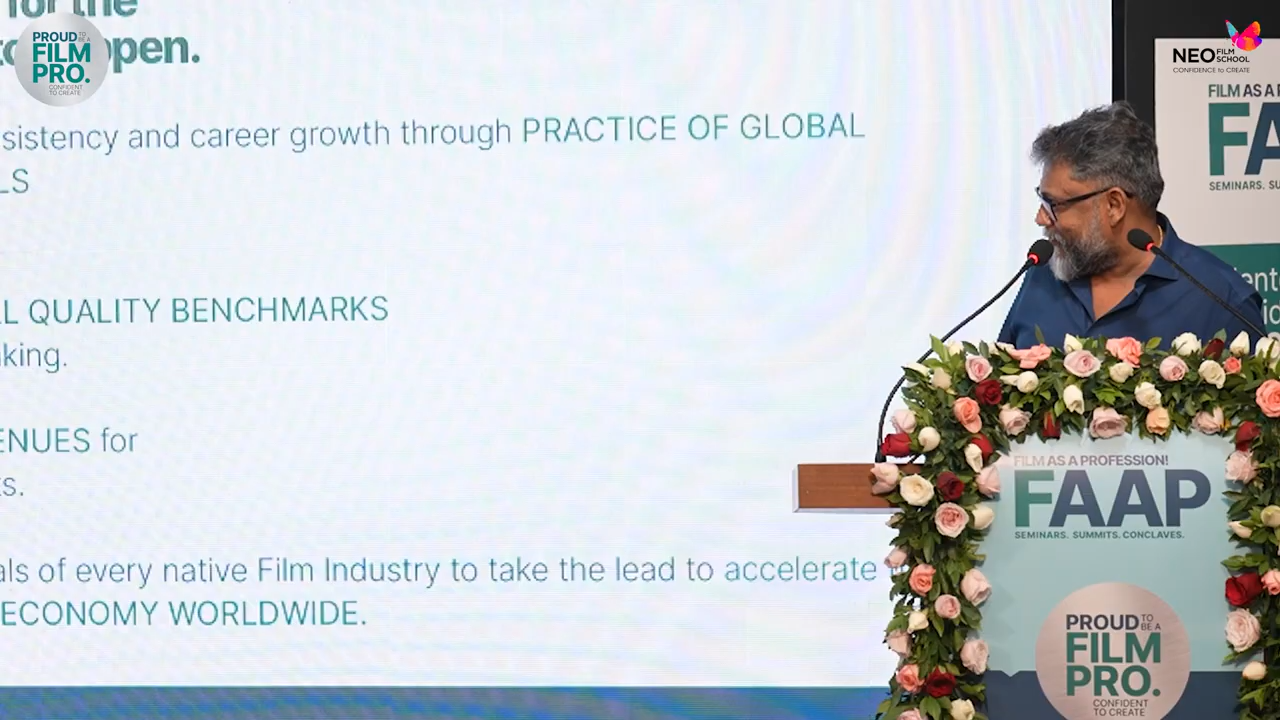 for the
open.
PROUD TO BE A
FILM
PRO.
CONFIDENT
TO CREATE
sistency and career growth through PRACTICE OF GLOBAL
LS
L QUALITY BENCHMARKS
king.
ENUES for
s.
als of every native Film Industry to take the lead to accelerate
ECONOMY WORLDWIDE.
NEO FILM SCHOOL
CONFIDENCE to CREATE
FILM AS A P
FA
SEMINARS. SU
FILM AS A PROFESSION!
FAAP
SEMINARS. SUMMITS. CONCLAVES.
PROUD TO BE A
FILM
PRO.
CONFIDENT
TO CREATE